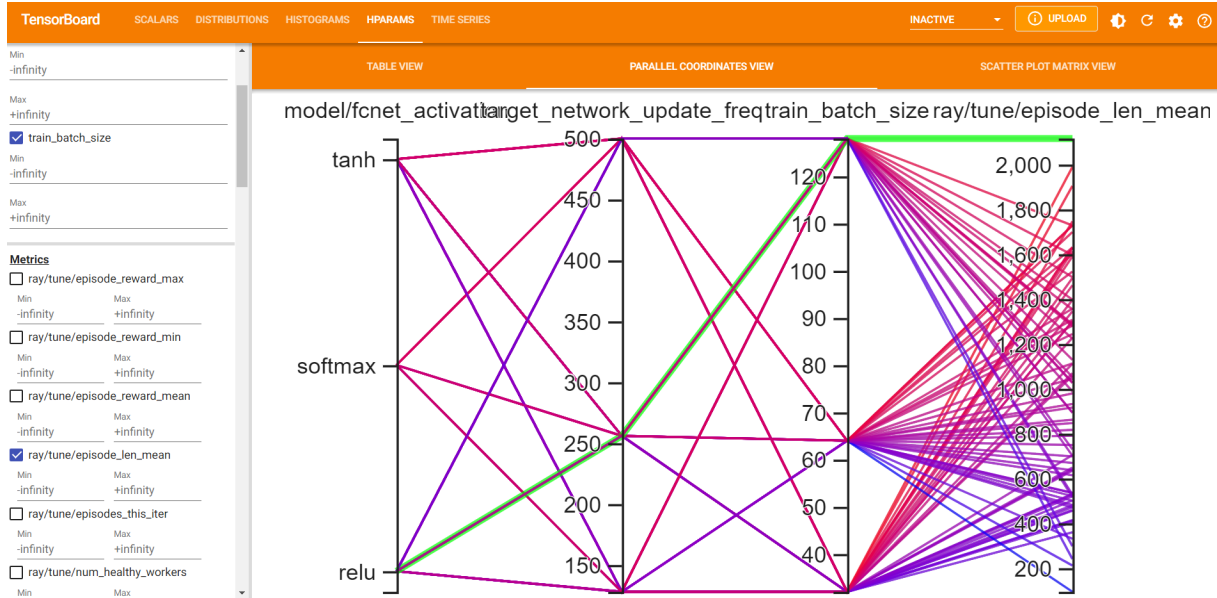 TensorBoard SCALARS DISTRIBUTIONS HISTOGRAMS HPARAMS TIME SERIES INACTIVE UPLOAD
Min
-infinity
Max
+infinity
train_batch_size
Min
-infinity
Max
+infinity
Metrics
ray/tune/episode_reward_max
Min Max
-infinity +infinity
ray/tune/episode_reward_min
Min Max
-infinity +infinity
ray/tune/episode_reward_mean
Min Max
-infinity +infinity
ray/tune/episode_len_mean
Min Max
-infinity +infinity
ray/tune/episodes_this_iter
Min Max
-infinity +infinity
ray/tune/num_healthy_workers
Min Max
TABLE VIEW PARALLEL COORDINATES VIEW SCATTER PLOT MATRIX VIEW
model/fcnet_activation target_network_update_freq train_batch_size ray/tune/episode_len_mean
tanh
softmax
relu
500
450
400
350
300
250
200
150
120
110
100
90
80
70
60
50
40
2,000
1,800
1,600
1,400
1,200
1,000
800
600
400
200